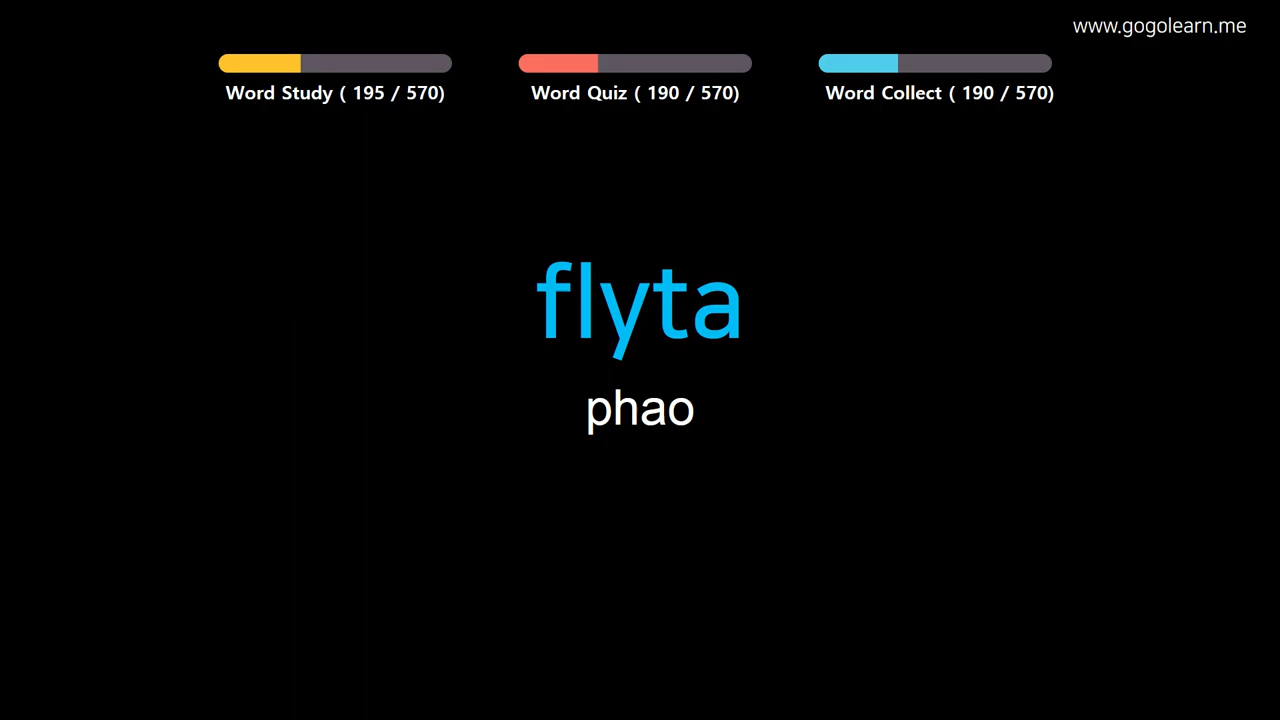 www.gogolearn.me
Word Study ( 195 / 570)
Word Quiz ( 190 / 570)
Word Collect ( 190 / 570)
flyta
phao